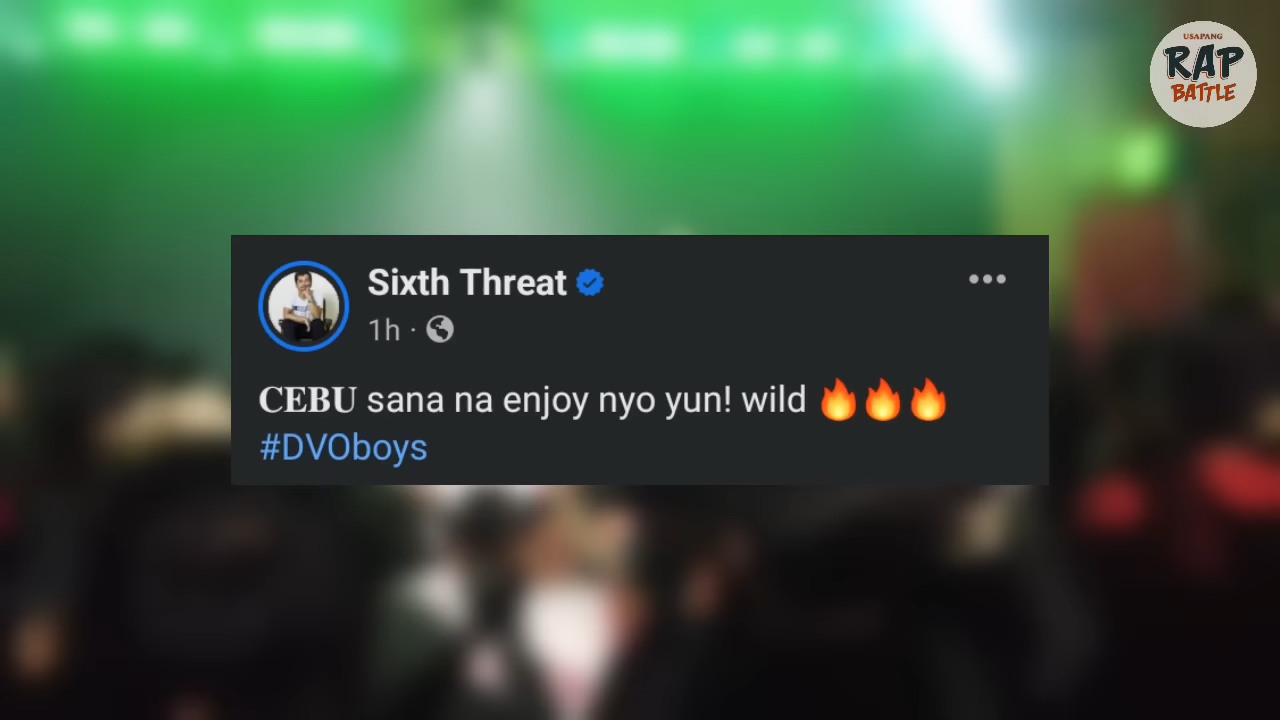 USAPANG
RAP
BATTLE
Sixth Threat
1h ·
CEBU sana na enjoy nyo yun! wild 🔥🔥🔥
#DVOboys